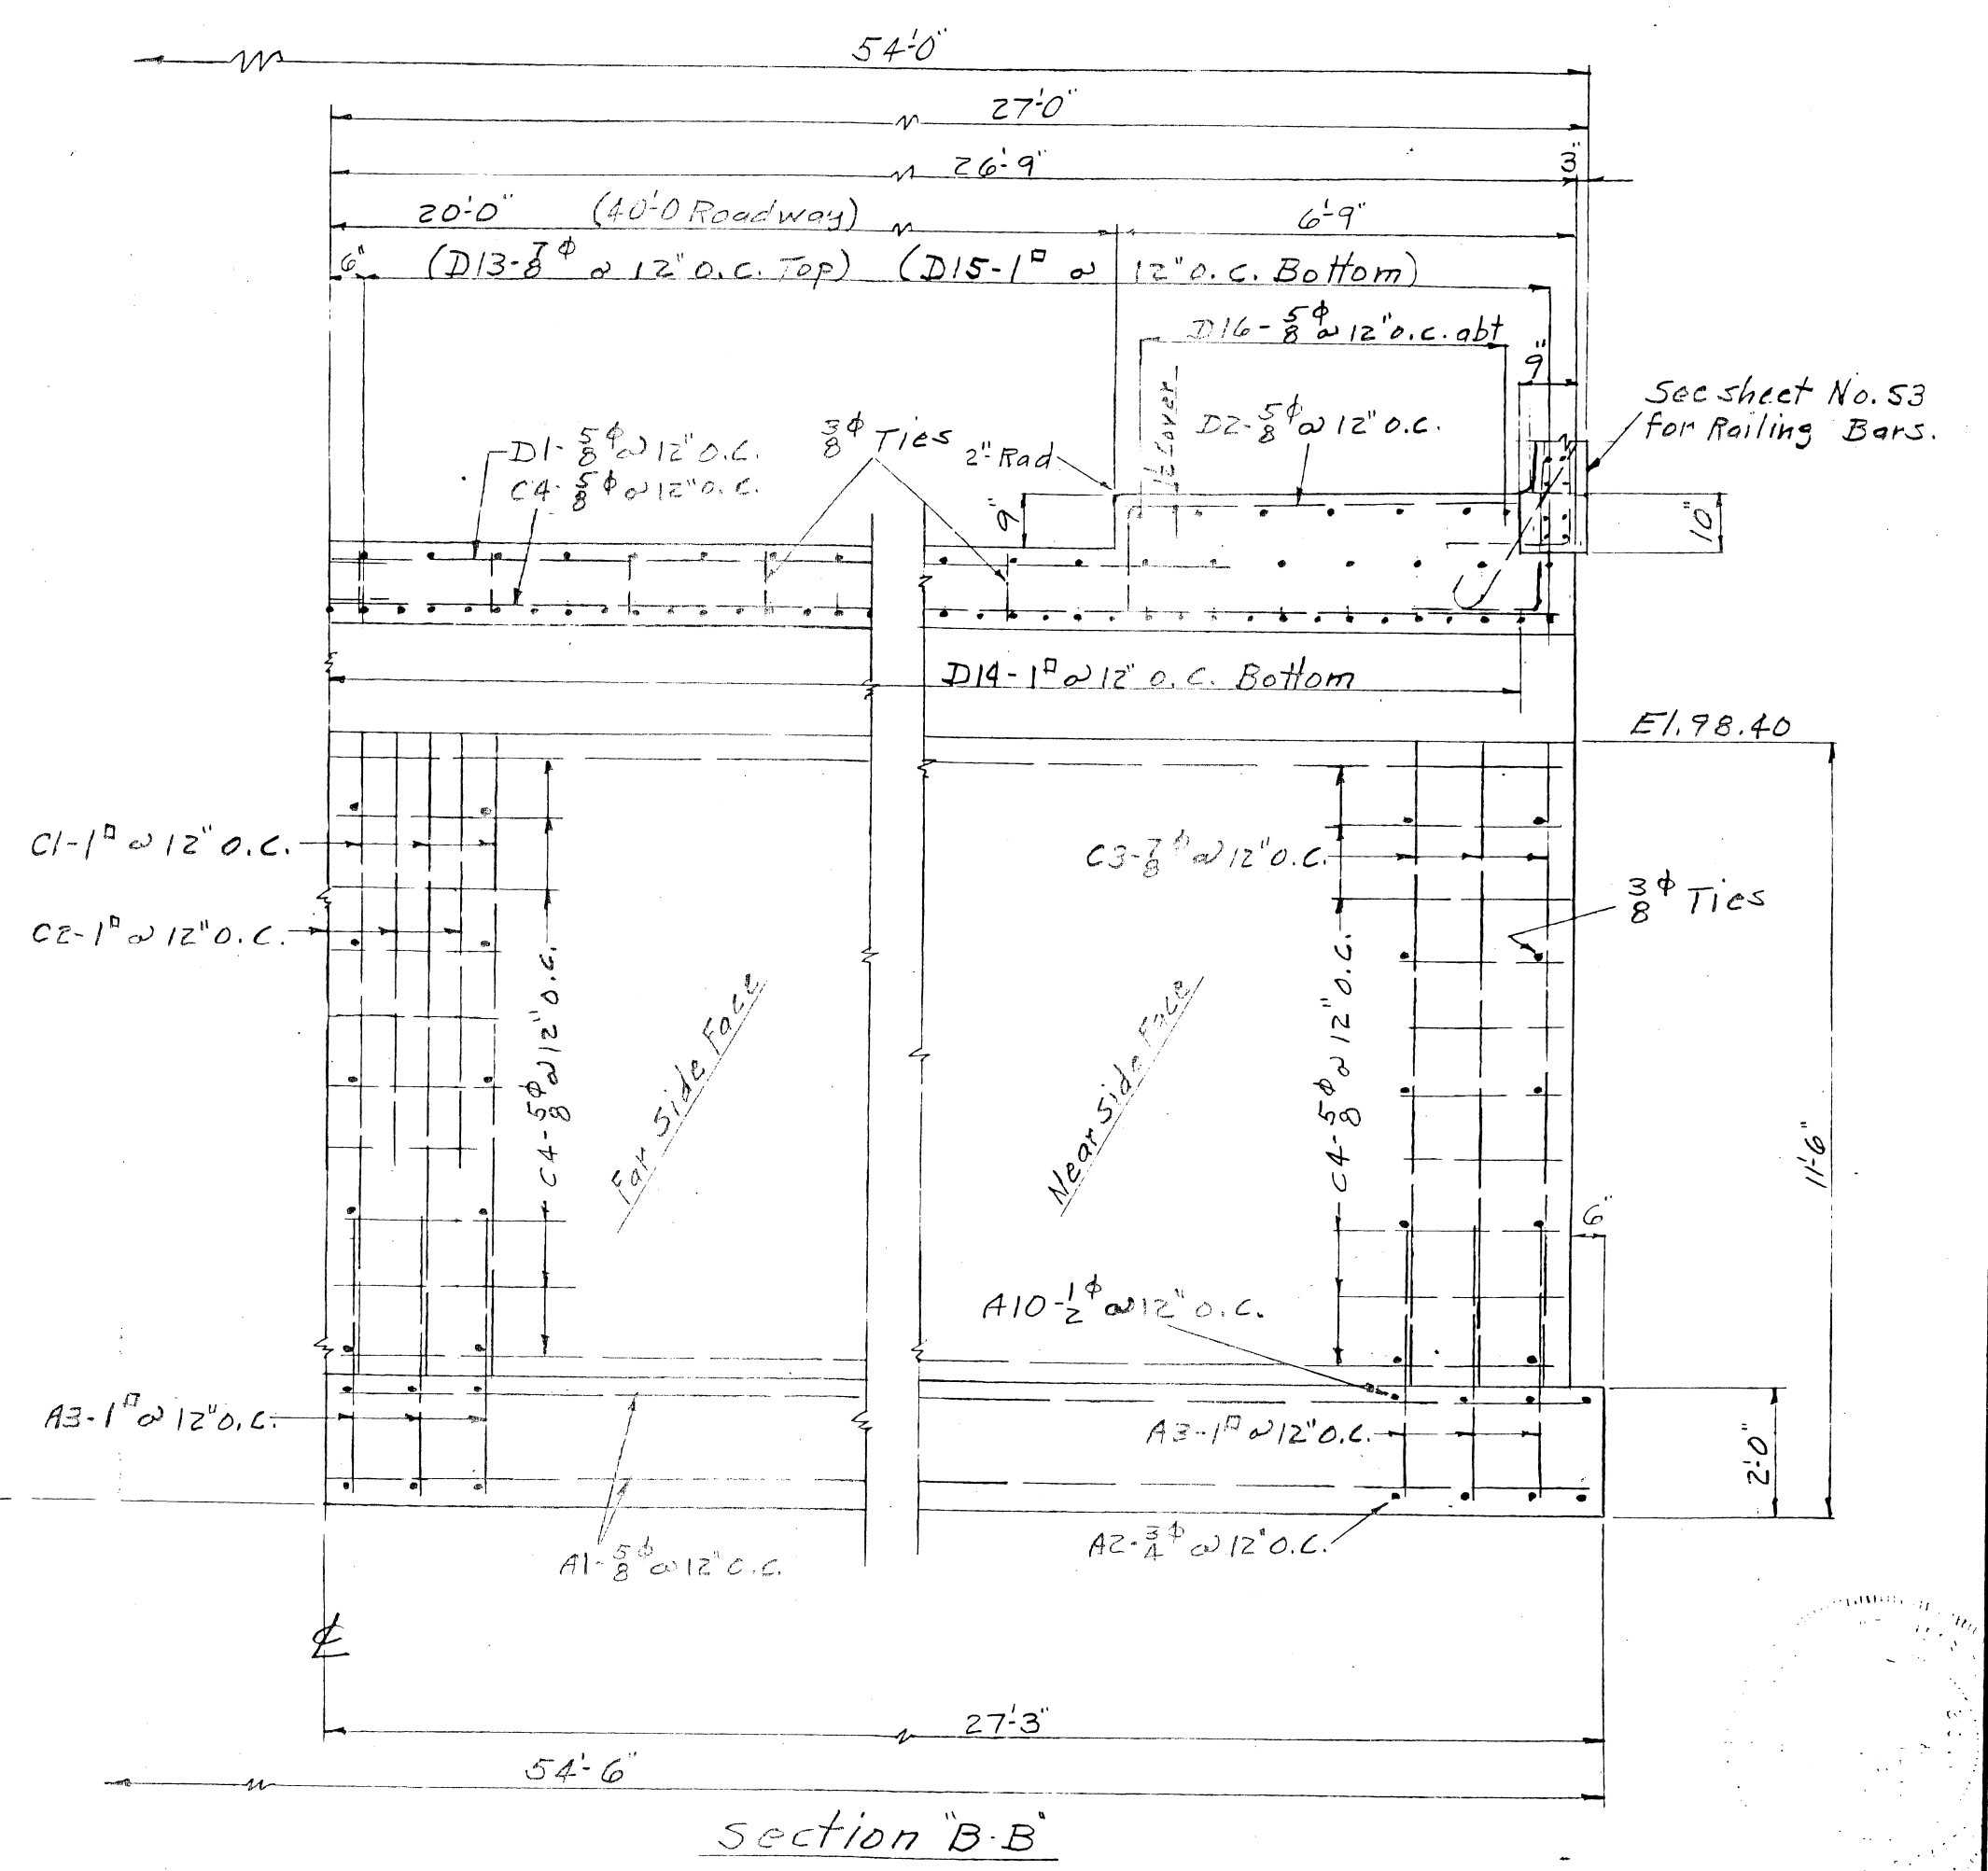 54'-0"
27'-0"
26'-9"
3"
20'-0" (40'-0 Roadway)
6'-9"
6" (D13-7/8ϕ @ 12" O.C. Top) (D15-1▫ @ 12" O.C. Bottom)
D16-5/8ϕ @ 12" O.C. abt
9"
See sheet No. 53
for Railing Bars.
1½ Cover
D2-5/8ϕ @ 12" O.C.
3/8ϕ Ties
2" Rad
D1-5/8ϕ @ 12" O.C.
C4-5/8ϕ @ 12" O.C.
9"
10"
D14-1▫ @ 12" O.C. Bottom
El. 98.40
C1-1▫ @ 12" O.C.
C3-7/8ϕ @ 12" O.C.
3/8ϕ Ties
C2-1▫ @ 12" O.C.
C4-5/8ϕ @ 12" O.C.
Far Side Face
Near Side Face
C4-5/8ϕ @ 12" O.C.
11'-6"
6"
A10-1/2ϕ @ 12" O.C.
A3-1▫ @ 12" O.C.
A3-1▫ @ 12" O.C.
2'-0"
A1-5/8ϕ @ 12" O.C.
A2-3/4ϕ @ 12" O.C.
℄
27'-3"
54'-6"
Section "B-B"